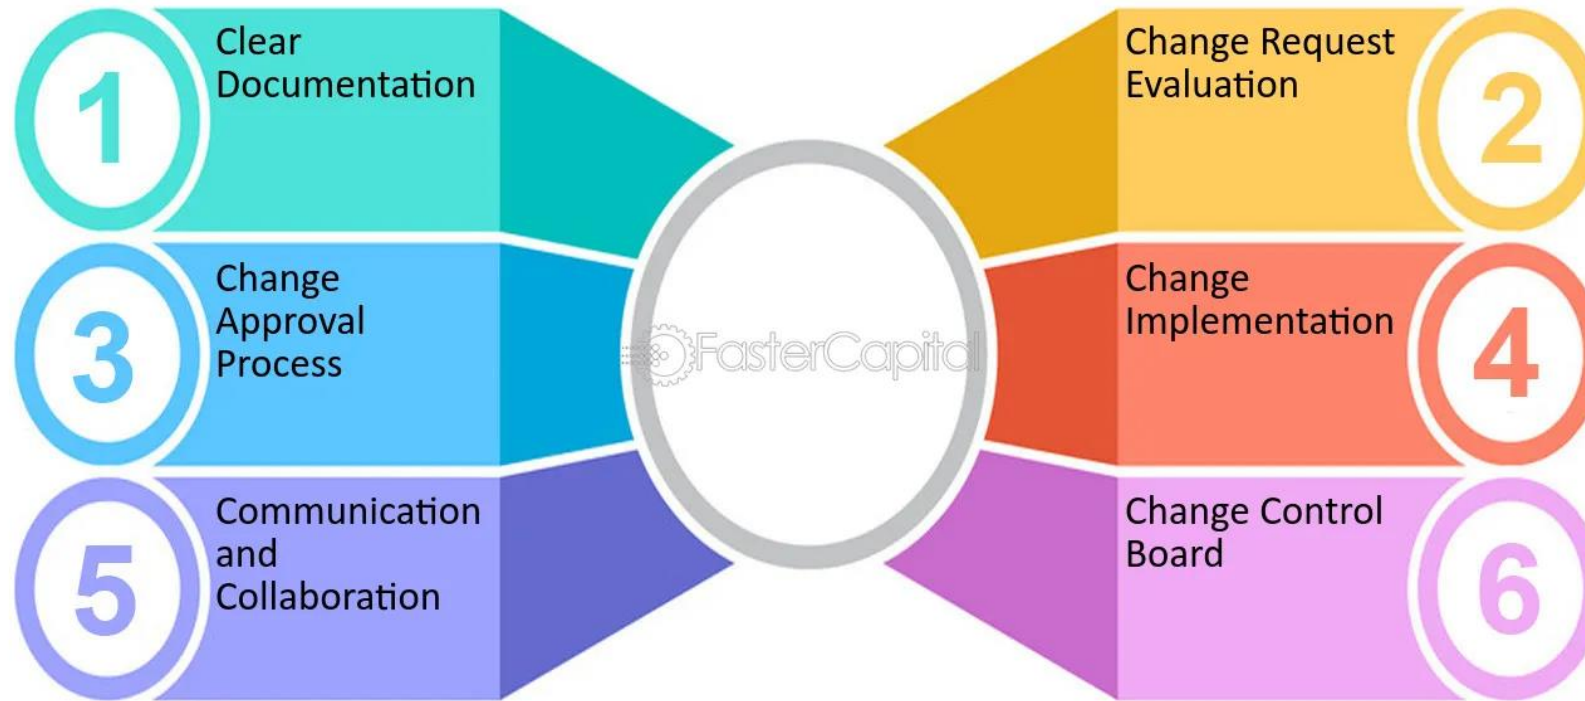 1
Clear
Documentation
Change Request
Evaluation
2
3
Change
Approval
Process
Change
Implementation
4
FasterCapital
5
Communication
and
Collaboration
Change Control
Board
6